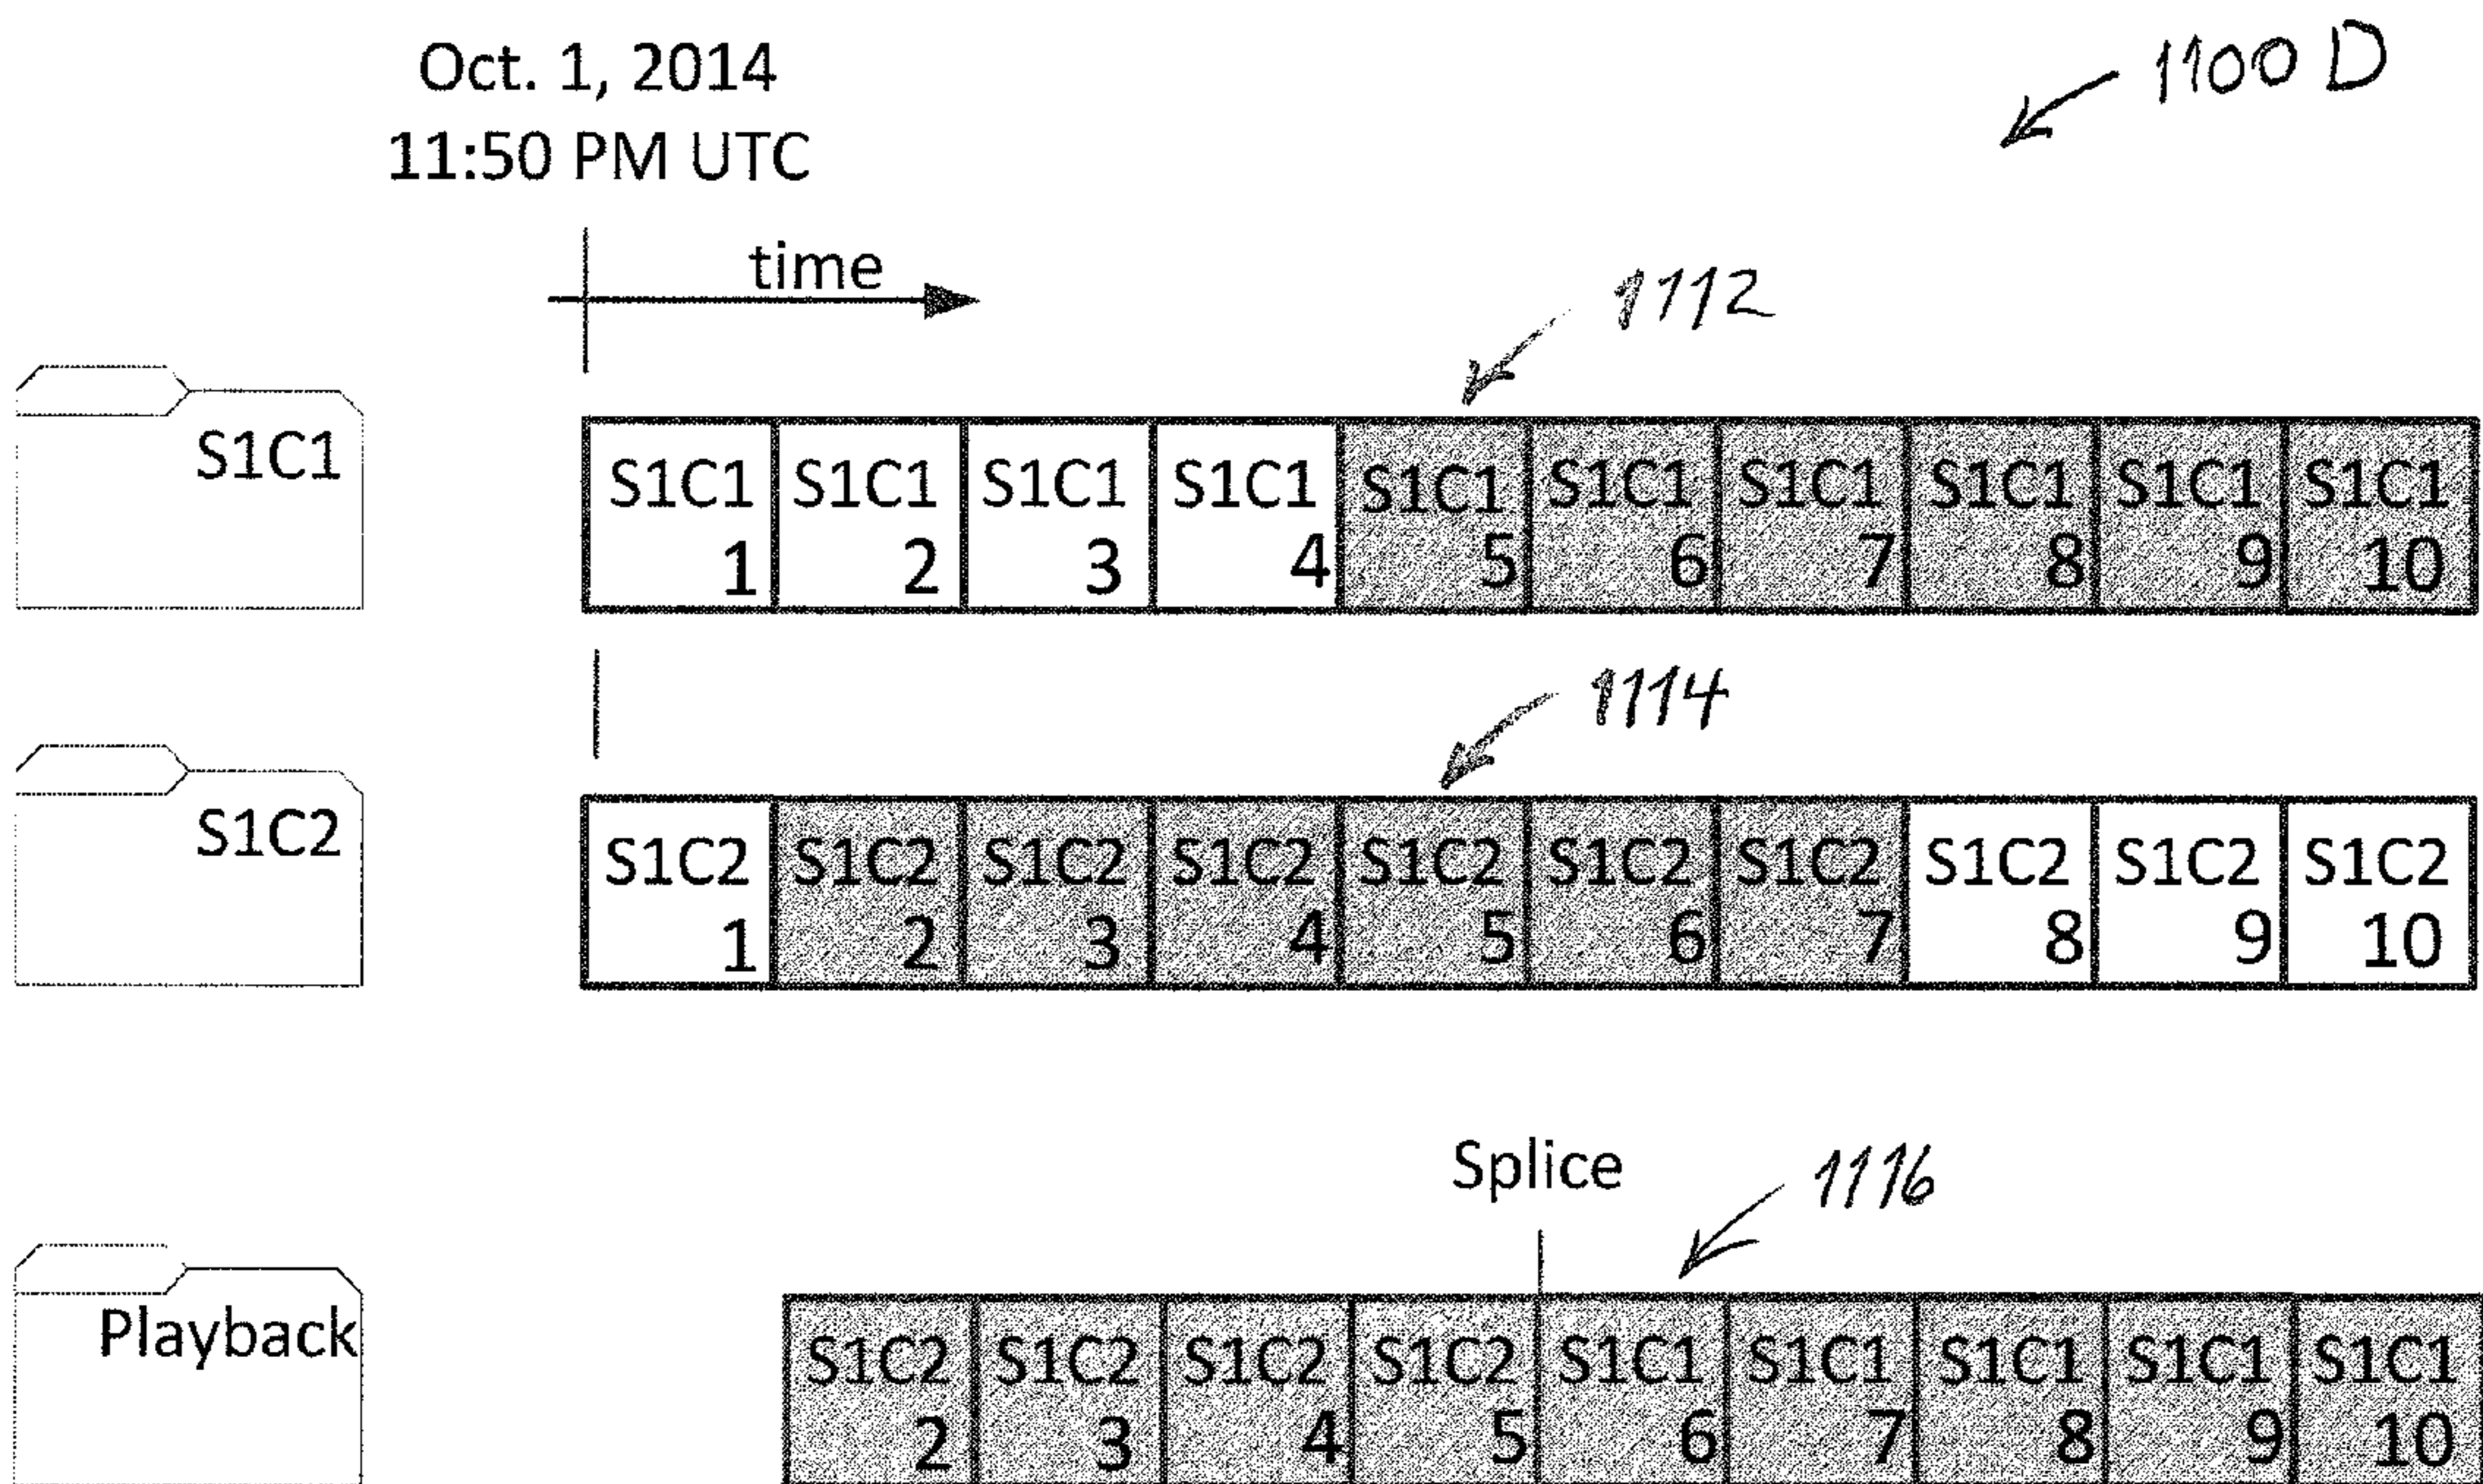 Oct. 1, 2014
11:50 PM UTC
1100 D
time
1112
S1C1
S1C1 S1C1 S1C1 S1C1 S1C1 S1C1 S1C1 S1C1 S1C1 S1C1
1 2 3 4 5 6 7 8 9 10
1114
S1C2
S1C2 S1C2 S1C2 S1C2 S1C2 S1C2 S1C2 S1C2 S1C2 S1C2
1 2 3 4 5 6 7 8 9 10
Splice
1116
Playback
S1C2 S1C2 S1C2 S1C2 S1C1 S1C1 S1C1 S1C1 S1C1
2 3 4 5 6 7 8 9 10